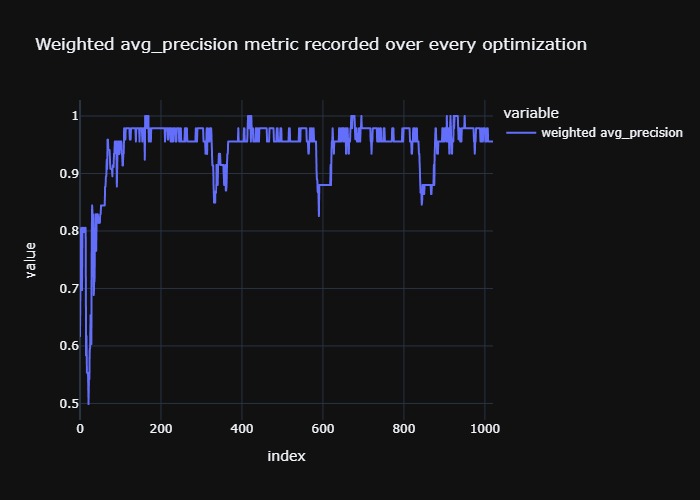 Weighted avg_precision metric recorded over every optimization
variable
weighted avg_precision
1
0.9
0.8
0.7
0.6
0.5
value
0 200 400 600 800 1000
index